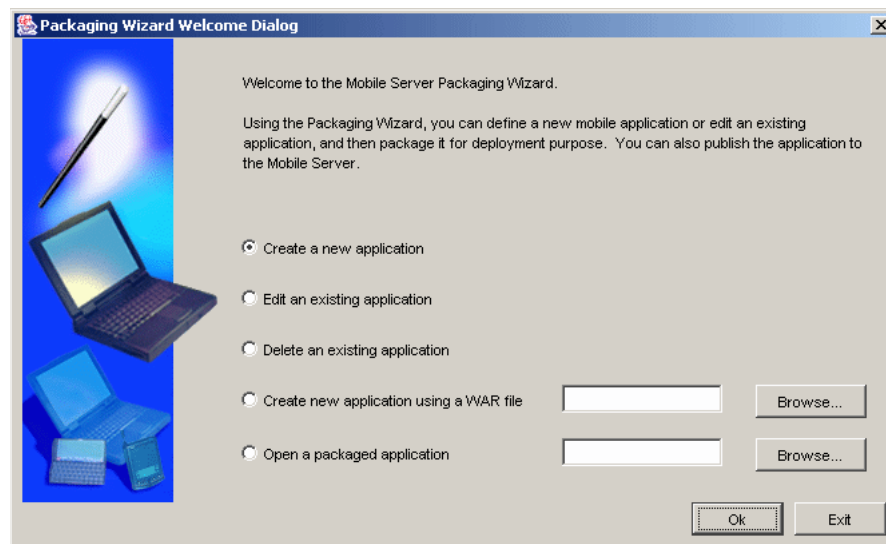 Packaging Wizard Welcome Dialog
Welcome to the Mobile Server Packaging Wizard.
Using the Packaging Wizard, you can define a new mobile application or edit an existing
application, and then package it for deployment purpose. You can also publish the application to
the Mobile Server.
Create a new application
Edit an existing application
Delete an existing application
Create new application using a WAR file
Browse...
Open a packaged application
Browse...
Ok
Exit